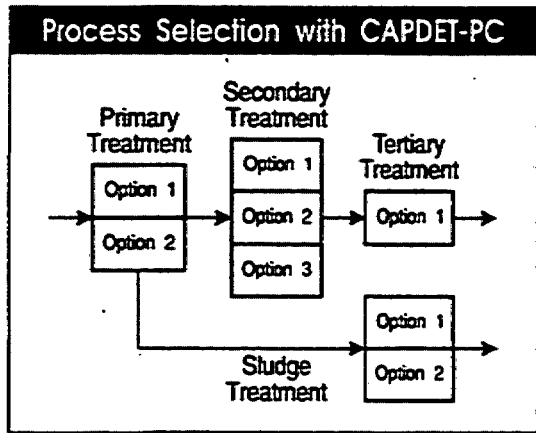 Process Selection with CAPDET-PC
Primary
Treatment
Option 1
Option 2
Secondary
Treatment
Option 1
Option 2
Option 3
Tertiary
Treatment
Option 1
Sludge
Treatment
Option 1
Option 2